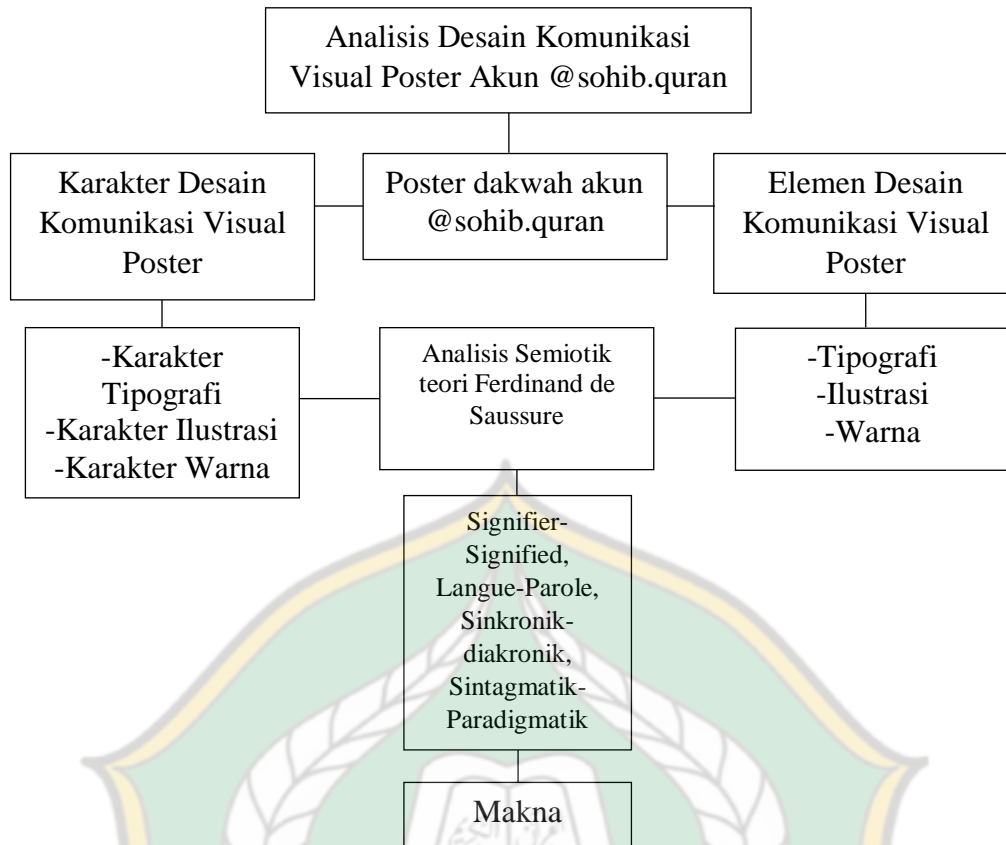 Analisis Desain Komunikasi
Visual Poster Akun @sohib.quran
Karakter Desain
Komunikasi Visual
Poster
Poster dakwah akun
@sohib.quran
Elemen Desain
Komunikasi Visual
Poster
-Karakter
Tipografi
-Karakter Ilustrasi
-Karakter Warna
Analisis Semiotik
teori Ferdinand de
Saussure
-Tipografi
-Ilustrasi
-Warna
Signifier-
Signified,
Langue-Parole,
Sinkronik-
diakronik,
Sintagmatik-
Paradigmatik
Makna